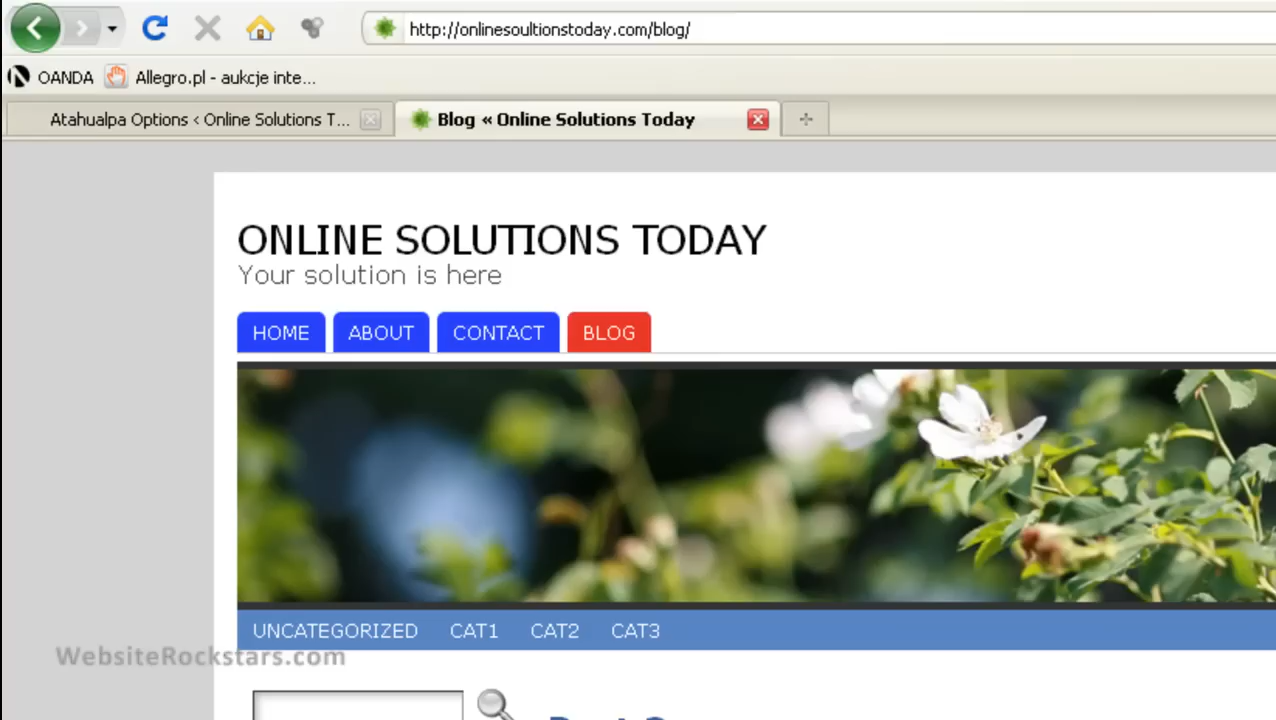 http://onlinesoultionstoday.com/blog/
OANDA Allegro.pl - aukcje inte...
Atahualpa Options ‹ Online Solutions T... Blog « Online Solutions Today
ONLINE SOLUTIONS TODAY
Your solution is here
HOME ABOUT CONTACT BLOG
UNCATEGORIZED CAT1 CAT2 CAT3
WebsiteRockstars.com